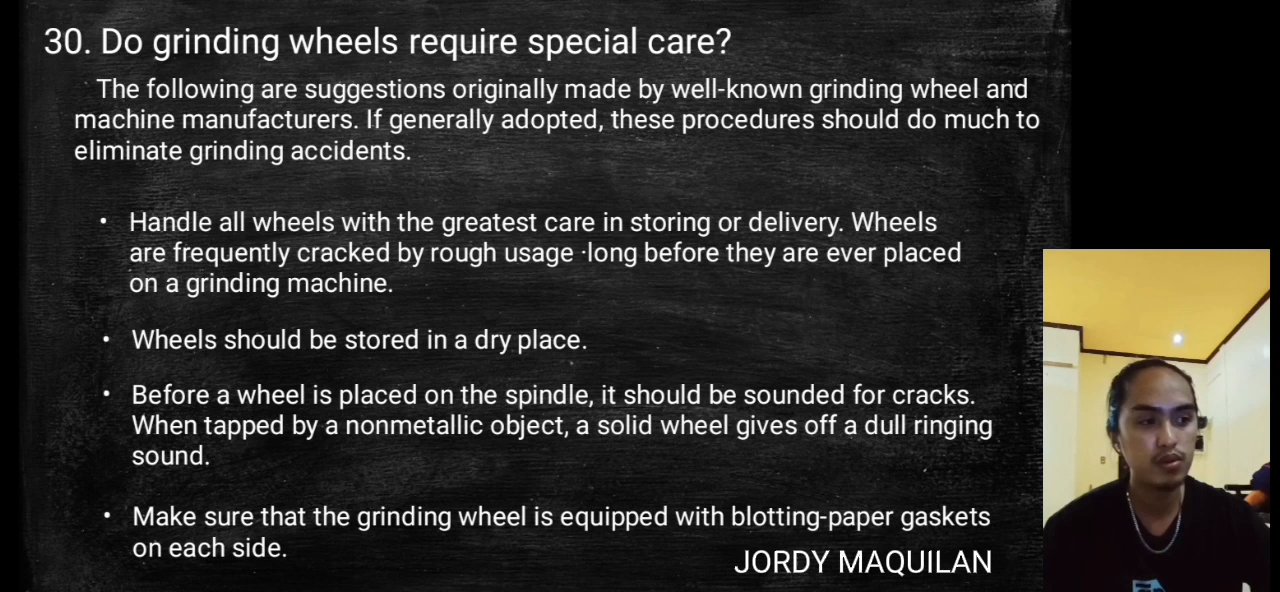 30. Do grinding wheels require special care?
The following are suggestions originally made by well-known grinding wheel and
machine manufacturers. If generally adopted, these procedures should do much to
eliminate grinding accidents.
• Handle all wheels with the greatest care in storing or delivery. Wheels
are frequently cracked by rough usage ·long before they are ever placed
on a grinding machine.
• Wheels should be stored in a dry place.
• Before a wheel is placed on the spindle, it should be sounded for cracks.
When tapped by a nonmetallic object, a solid wheel gives off a dull ringing
sound.
• Make sure that the grinding wheel is equipped with blotting-paper gaskets
on each side.
JORDY MAQUILAN